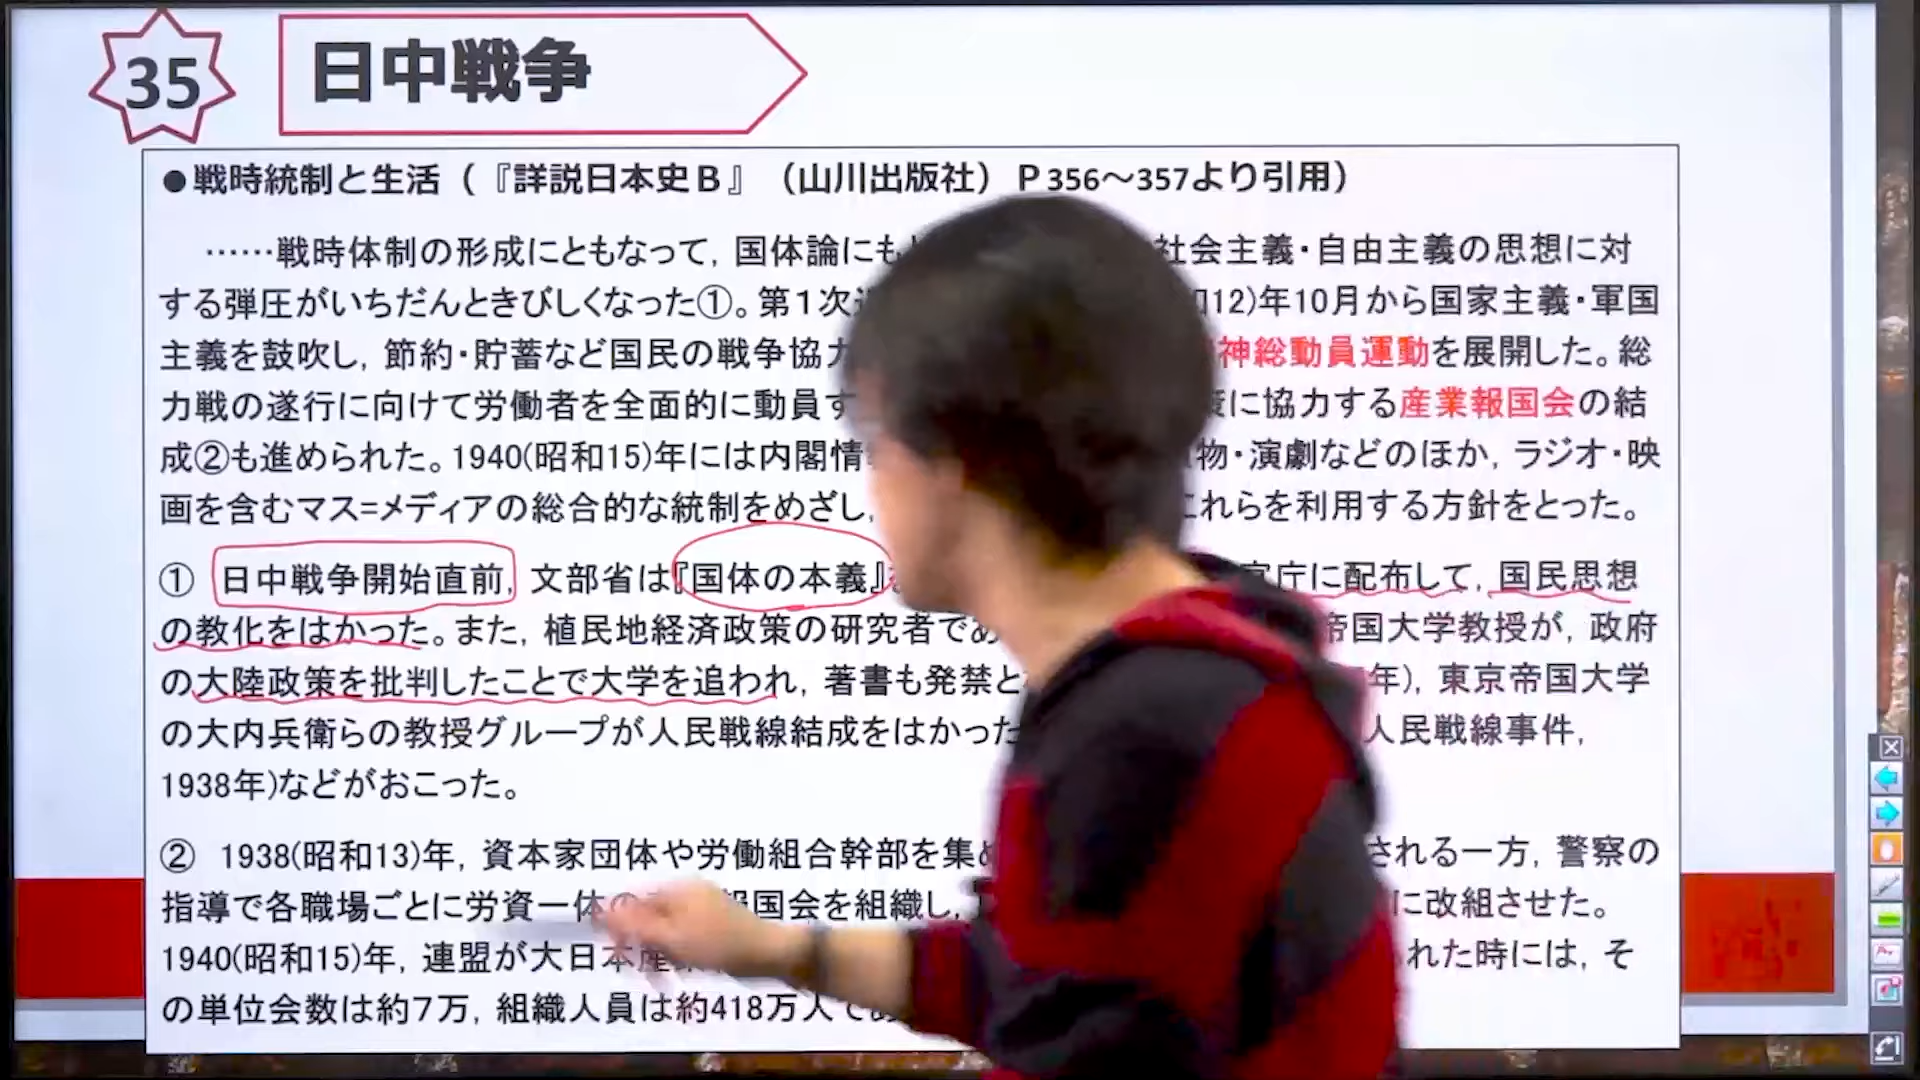 35
日中戦争
●戦時統制と生活（『詳説日本史Ｂ』（山川出版社）Ｐ356～357より引用）
……戦時体制の形成にともなって，国体論にも 社会主義・自由主義の思想に対
する弾圧がいちだんときびしくなった①。第１次 12)年10月から国家主義・軍国
主義を鼓吹し，節約・貯蓄など国民の戦争協力 神総動員運動を展開した。総
力戦の遂行に向けて労働者を全面的に動員す に協力する産業報国会の結
成②も進められた。1940(昭和15)年には内閣情 物・演劇などのほか，ラジオ・映
画を含むマス=メディアの総合的な統制をめざし， これらを利用する方針をとった。
① 日中戦争開始直前，文部省は『国体の本義』 官庁に配布して，国民思想
の教化をはかった。また，植民地経済政策の研究者であ 帝国大学教授が，政府
の大陸政策を批判したことで大学を追われ，著書も発禁と 年)，東京帝国大学
の大内兵衛らの教授グループが人民戦線結成をはかった 人民戦線事件，
1938年)などがおこった。
② 1938(昭和13)年，資本家団体や労働組合幹部を集め される一方，警察の
指導で各職場ごとに労資一体の 報国会を組織し， に改組させた。
1940(昭和15)年，連盟が大日本産 れた時には，そ
の単位会数は約７万，組織人員は約418万人であ